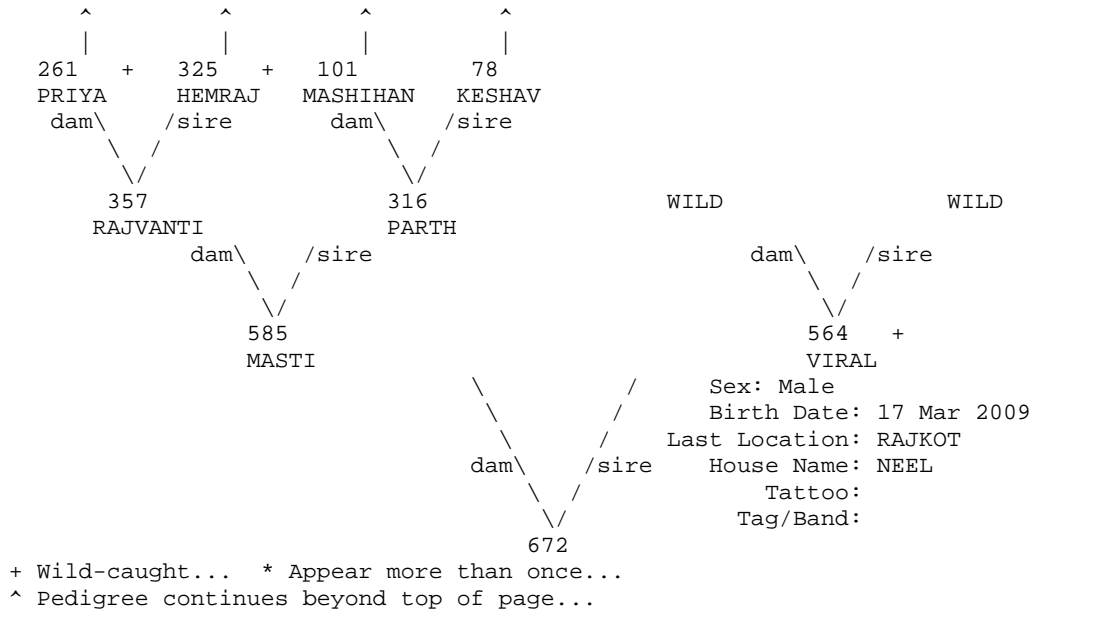 ^ ^ ^ ^
| | | |
261 + 325 + 101 78
PRIYA HEMRAJ MASHIHAN KESHAV
dam\ /sire dam\ /sire
\ / \ /
\/ \/
357 316 WILD WILD
RAJVANTI PARTH
dam\ /sire dam\ /sire
\ / \ /
\/ \/
585 564 +
MASTI VIRAL
\ / Sex: Male
\ / Birth Date: 17 Mar 2009
\ / Last Location: RAJKOT
dam\ /sire House Name: NEEL
\ / Tattoo:
\/ Tag/Band:
672
+ Wild-caught... * Appear more than once...
^ Pedigree continues beyond top of page...